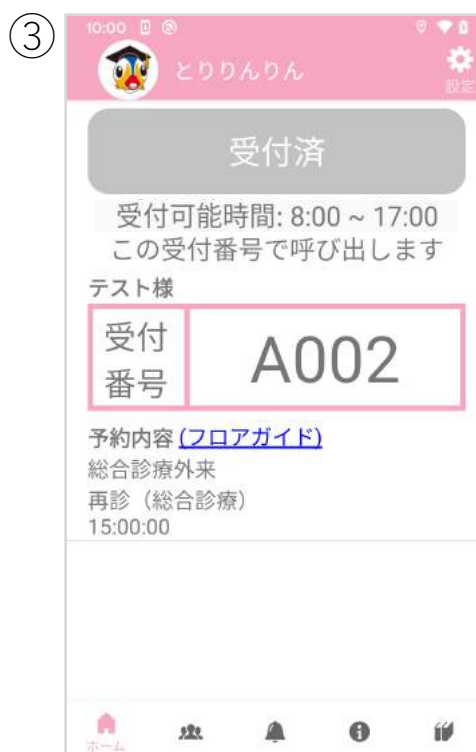 ③
10:00
とりりんりん
設定
受付済
受付可能時間: 8:00 ~ 17:00
この受付番号で呼び出します
テスト様
受付
番号
A002
予約内容 (フロアガイド)
総合診療外来
再診（総合診療）
15:00:00
ホーム